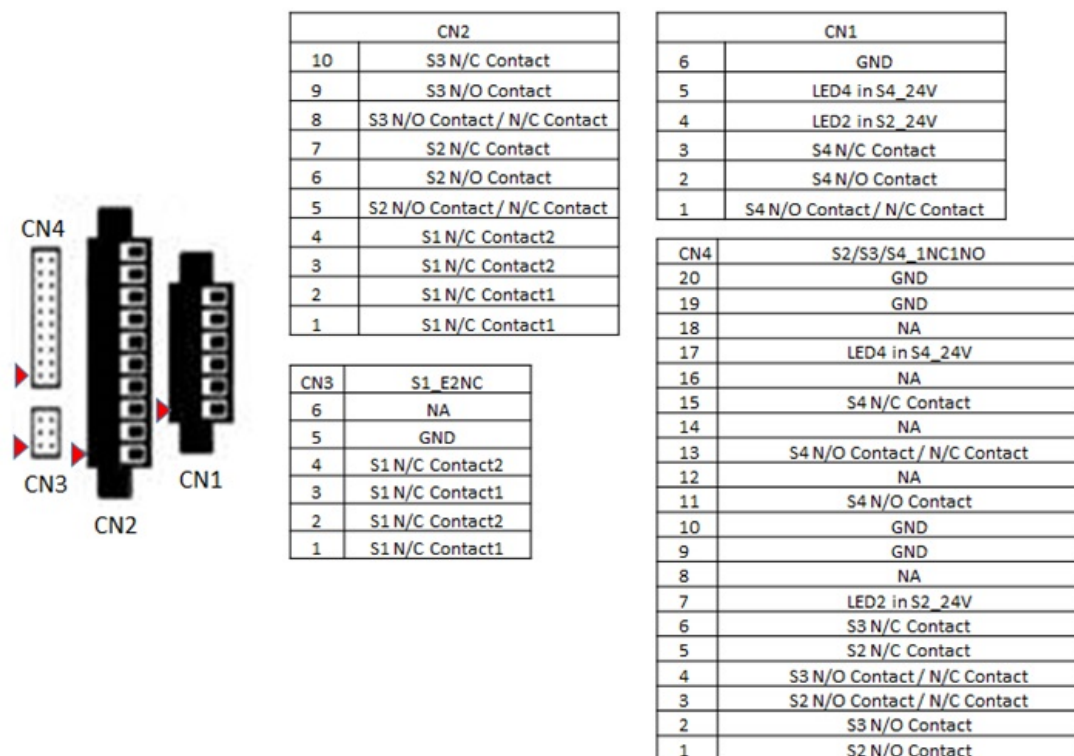 CN4
CN3
CN2
CN1
CN2
10 S3 N/C Contact
9 S3 N/O Contact
8 S3 N/O Contact / N/C Contact
7 S2 N/C Contact
6 S2 N/O Contact
5 S2 N/O Contact / N/C Contact
4 S1 N/C Contact2
3 S1 N/C Contact2
2 S1 N/C Contact1
1 S1 N/C Contact1
CN3 S1_E2NC
6 NA
5 GND
4 S1 N/C Contact2
3 S1 N/C Contact1
2 S1 N/C Contact2
1 S1 N/C Contact1
CN1
6 GND
5 LED4 in S4_24V
4 LED2 in S2_24V
3 S4 N/C Contact
2 S4 N/O Contact
1 S4 N/O Contact / N/C Contact
CN4 S2/S3/S4_1NC1NO
20 GND
19 GND
18 NA
17 LED4 in S4_24V
16 NA
15 S4 N/C Contact
14 NA
13 S4 N/O Contact / N/C Contact
12 NA
11 S4 N/O Contact
10 GND
9 GND
8 NA
7 LED2 in S2_24V
6 S3 N/C Contact
5 S2 N/C Contact
4 S3 N/O Contact / N/C Contact
3 S2 N/O Contact / N/C Contact
2 S3 N/O Contact
1 S2 N/O Contact